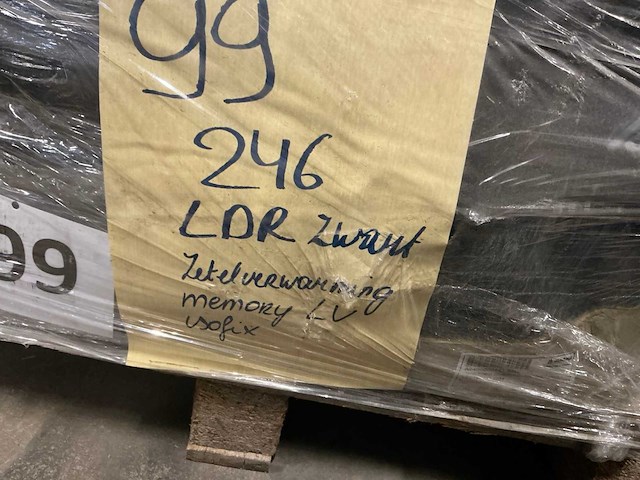 99
246
LDR Zwart
Zetelverwarming
memory LV
isofix
99